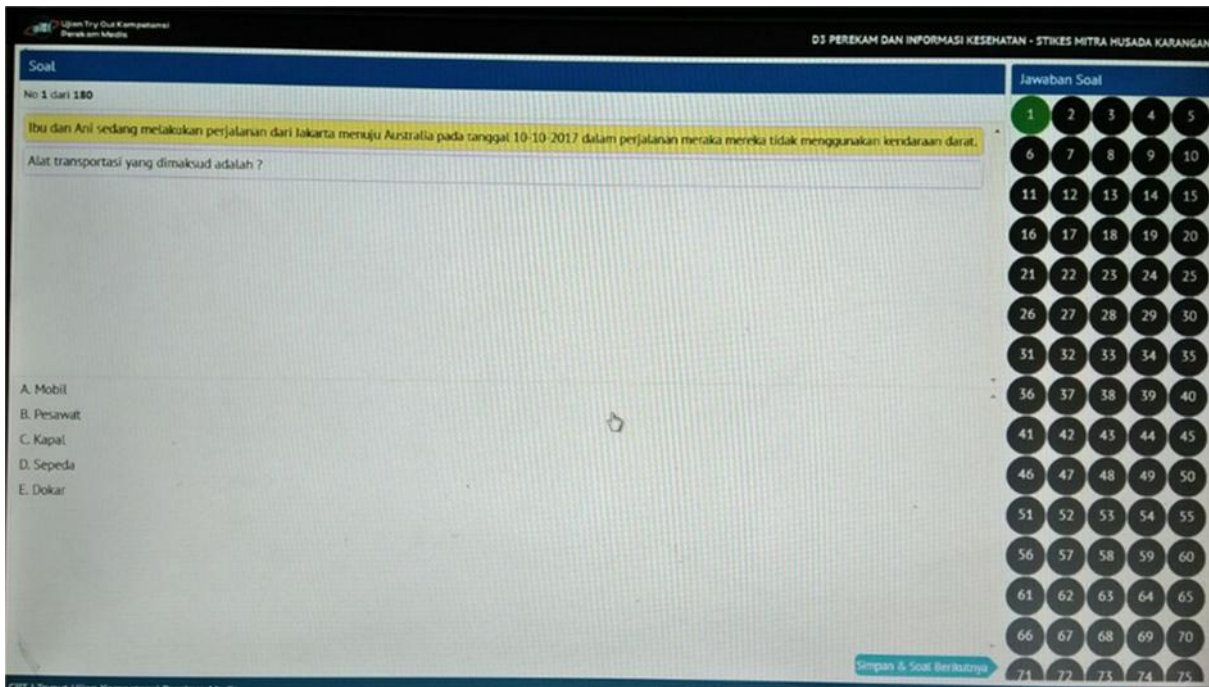 Ujian Try Out Kompetensi
Perekam Medis
D3 PEREKAM DAN INFORMASI KESEHATAN - STIKES MITRA HUSADA KARANGAN
Soal
No 1 dari 180
Ibu dan Ani sedang melakukan perjalanan dari Jakarta menuju Australia pada tanggal 10-10-2017 dalam perjalanan meraka mereka tidak menggunakan kendaraan darat.
Alat transportasi yang dimaksud adalah ?
A. Mobil
B. Pesawat
C. Kapal
D. Sepeda
E. Dokar
Simpan & Soal Berikutnya
Jawaban Soal
1 2 3 4 5
6 7 8 9 10
11 12 13 14 15
16 17 18 19 20
21 22 23 24 25
26 27 28 29 30
31 32 33 34 35
36 37 38 39 40
41 42 43 44 45
46 47 48 49 50
51 52 53 54 55
56 57 58 59 60
61 62 63 64 65
66 67 68 69 70
71 72 73 74 75